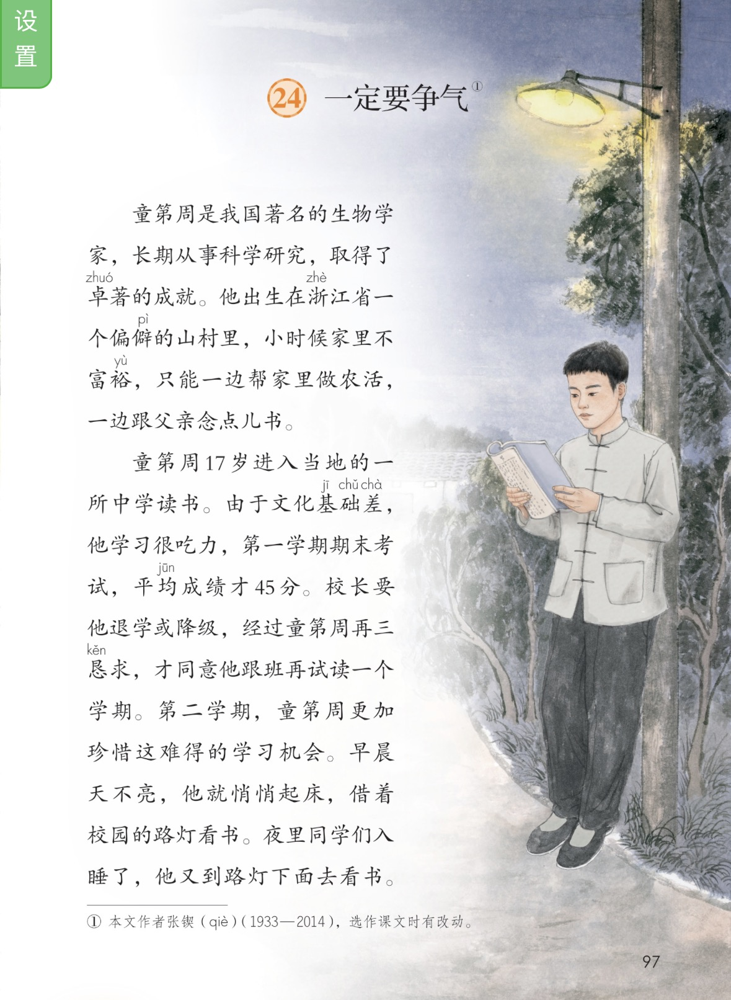 设
置
24 一定要争气①
童第周是我国著名的生物学
家，长期从事科学研究，取得了
zhuó zhè
卓著的成就。他出生在浙江省一
pì
个偏僻的山村里，小时候家里不
yù
富裕，只能一边帮家里做农活，
一边跟父亲念点儿书。
童第周17岁进入当地的一
jī chǔ chà
所中学读书。由于文化基础差，
他学习很吃力，第一学期期末考
jūn
试，平均成绩才45分。校长要
他退学或降级，经过童第周再三
kěn
恳求，才同意他跟班再试读一个
学期。第二学期，童第周更加
珍惜这难得的学习机会。早晨
天不亮，他就悄悄起床，借着
校园的路灯看书。夜里同学们入
睡了，他又到路灯下面去看书。
① 本文作者张锲（qiè）（1933—2014），选作课文时有改动。
97